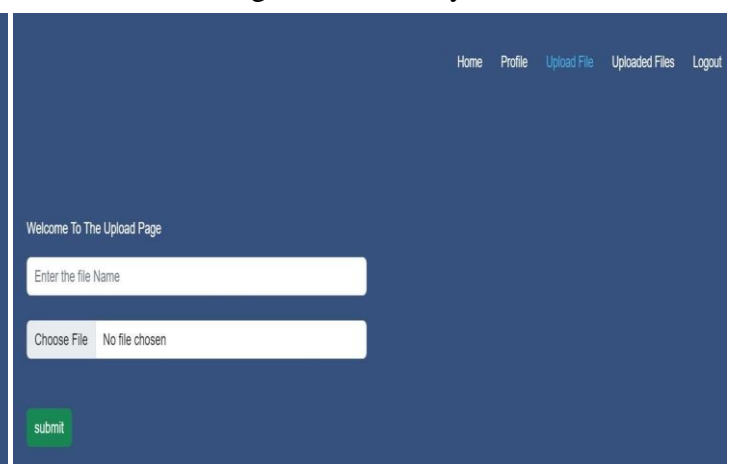 Home Profile Upload File Uploaded Files Logout
Welcome To The Upload Page
Enter the file Name
Choose File No file chosen
submit